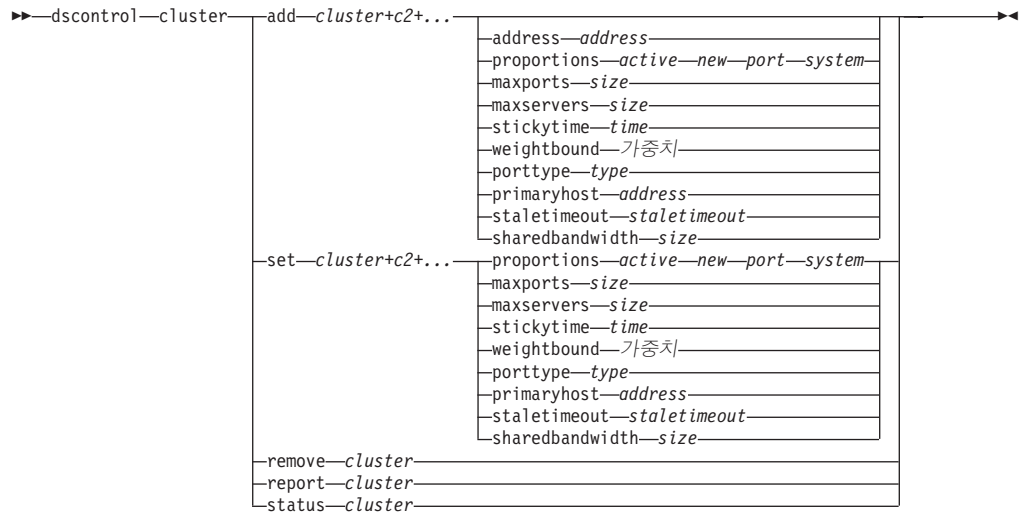 dscontrol cluster add cluster+c2+...
address address
proportions active new port system
maxports size
maxservers size
stickytime time
weightbound 가중치
porttype type
primaryhost address
staletimeout staletimeout
sharedbandwidth size
set cluster+c2+... proportions active new port system
maxports size
maxservers size
stickytime time
weightbound 가중치
porttype type
primaryhost address
staletimeout staletimeout
sharedbandwidth size
remove cluster
report cluster
status cluster